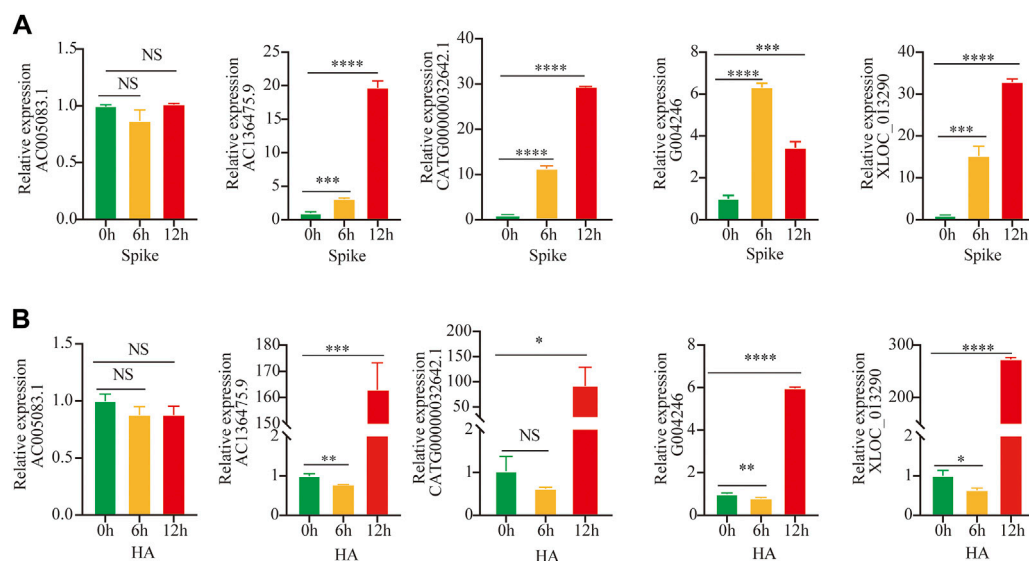 A
Relative expression
AC005083.1
1.5
1.0
0.5
0.0
NS
NS
0h 6h 12h
Spike
Relative expression
AC136475.9
25
20
15
10
5
0
****
***
0h 6h 12h
Spike
Relative expression
CATG00000032642.1
40
30
20
10
0
****
****
0h 6h 12h
Spike
Relative expression
G004246
8
6
4
2
0
***
****
0h 6h 12h
Spike
Relative expression
XLOC_013290
40
30
20
10
0
****
***
0h 6h 12h
Spike
B
Relative expression
AC005083.1
1.5
1.0
0.5
0.0
NS
NS
0h 6h 12h
HA
Relative expression
AC136475.9
180
170
160
150
2
1
0
***
**
0h 6h 12h
HA
Relative expression
CATG00000032642.1
200
150
100
50
2
1
0
*
NS
0h 6h 12h
HA
Relative expression
G004246
8
6
4
2
0
****
**
0h 6h 12h
HA
Relative expression
XLOC_013290
300
200
2
1
0
****
*
0h 6h 12h
HA